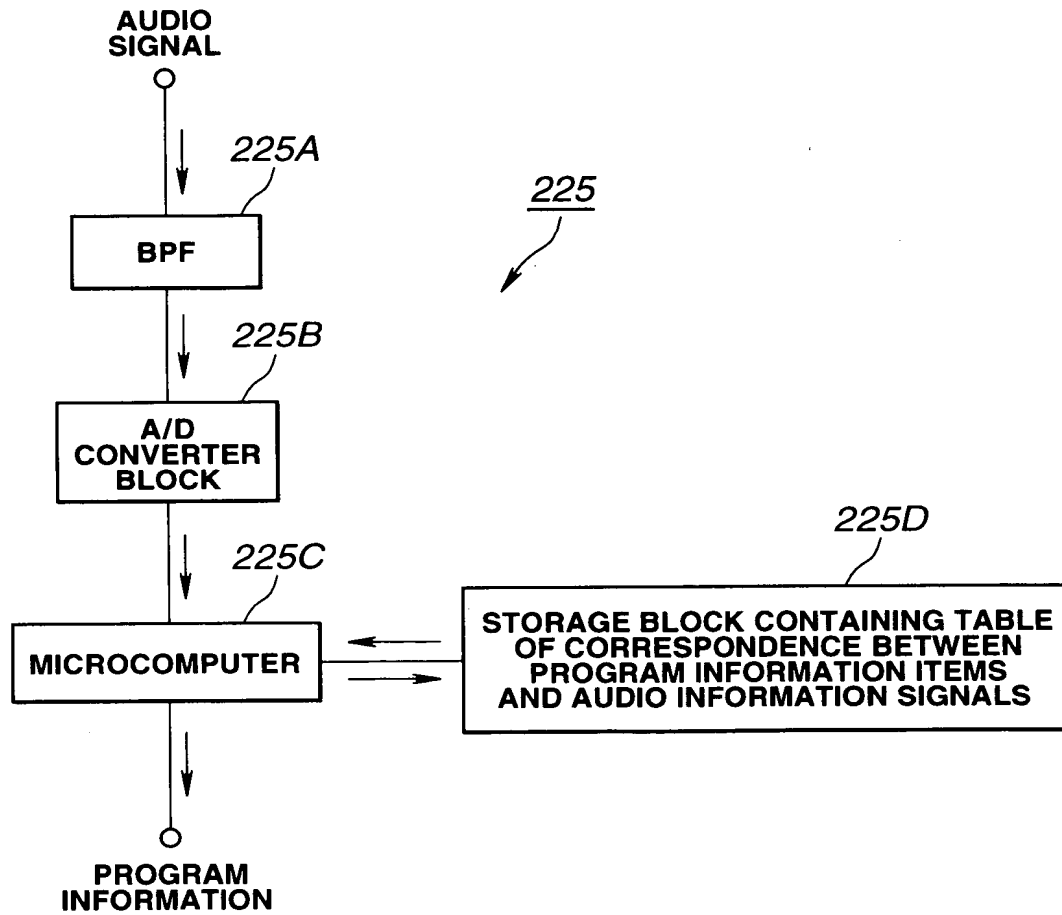 AUDIO
SIGNAL
225A
BPF
225
225B
A/D
CONVERTER
BLOCK
225C
MICROCOMPUTER
225D
STORAGE BLOCK CONTAINING TABLE
OF CORRESPONDENCE BETWEEN
PROGRAM INFORMATION ITEMS
AND AUDIO INFORMATION SIGNALS
PROGRAM
INFORMATION